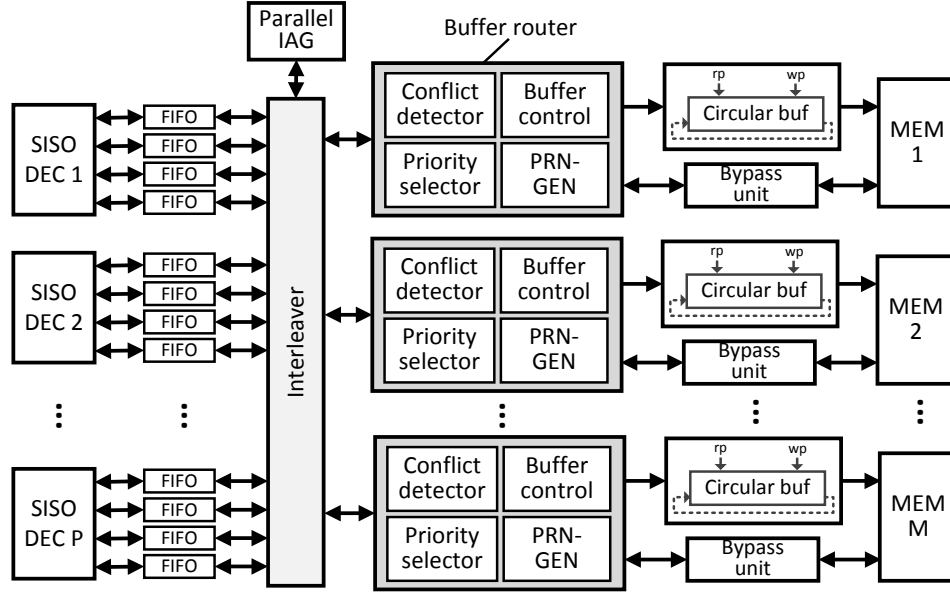 Parallel
IAG
Buffer router
SISO
DEC 1
FIFO
FIFO
FIFO
FIFO
Conflict
detector
Buffer
control
Priority
selector
PRN-
GEN
rp
wp
Circular buf
Bypass
unit
MEM
1
SISO
DEC 2
FIFO
FIFO
FIFO
FIFO
Interleaver
Conflict
detector
Buffer
control
Priority
selector
PRN-
GEN
rp
wp
Circular buf
Bypass
unit
MEM
2
SISO
DEC P
FIFO
FIFO
FIFO
FIFO
Conflict
detector
Buffer
control
Priority
selector
PRN-
GEN
rp
wp
Circular buf
Bypass
unit
MEM
M